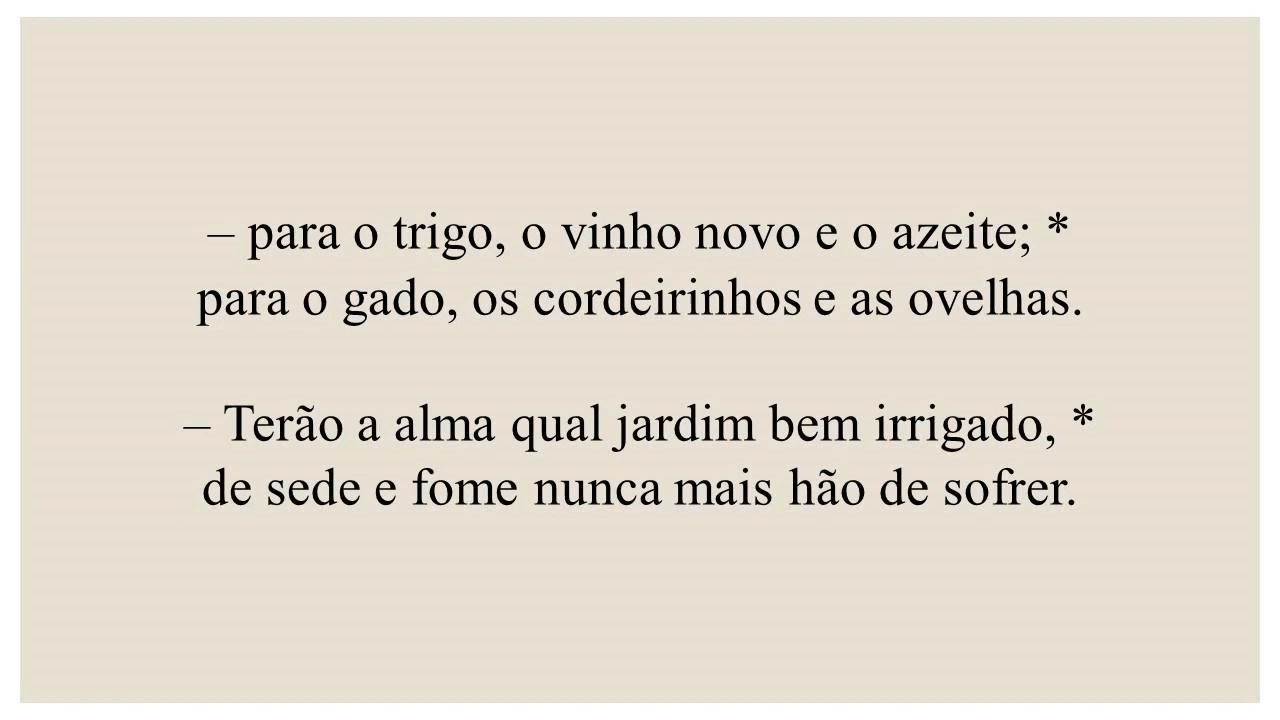 – para o trigo, o vinho novo e o azeite; *
para o gado, os cordeirinhos e as ovelhas.
– Terão a alma qual jardim bem irrigado, *
de sede e fome nunca mais hão de sofrer.